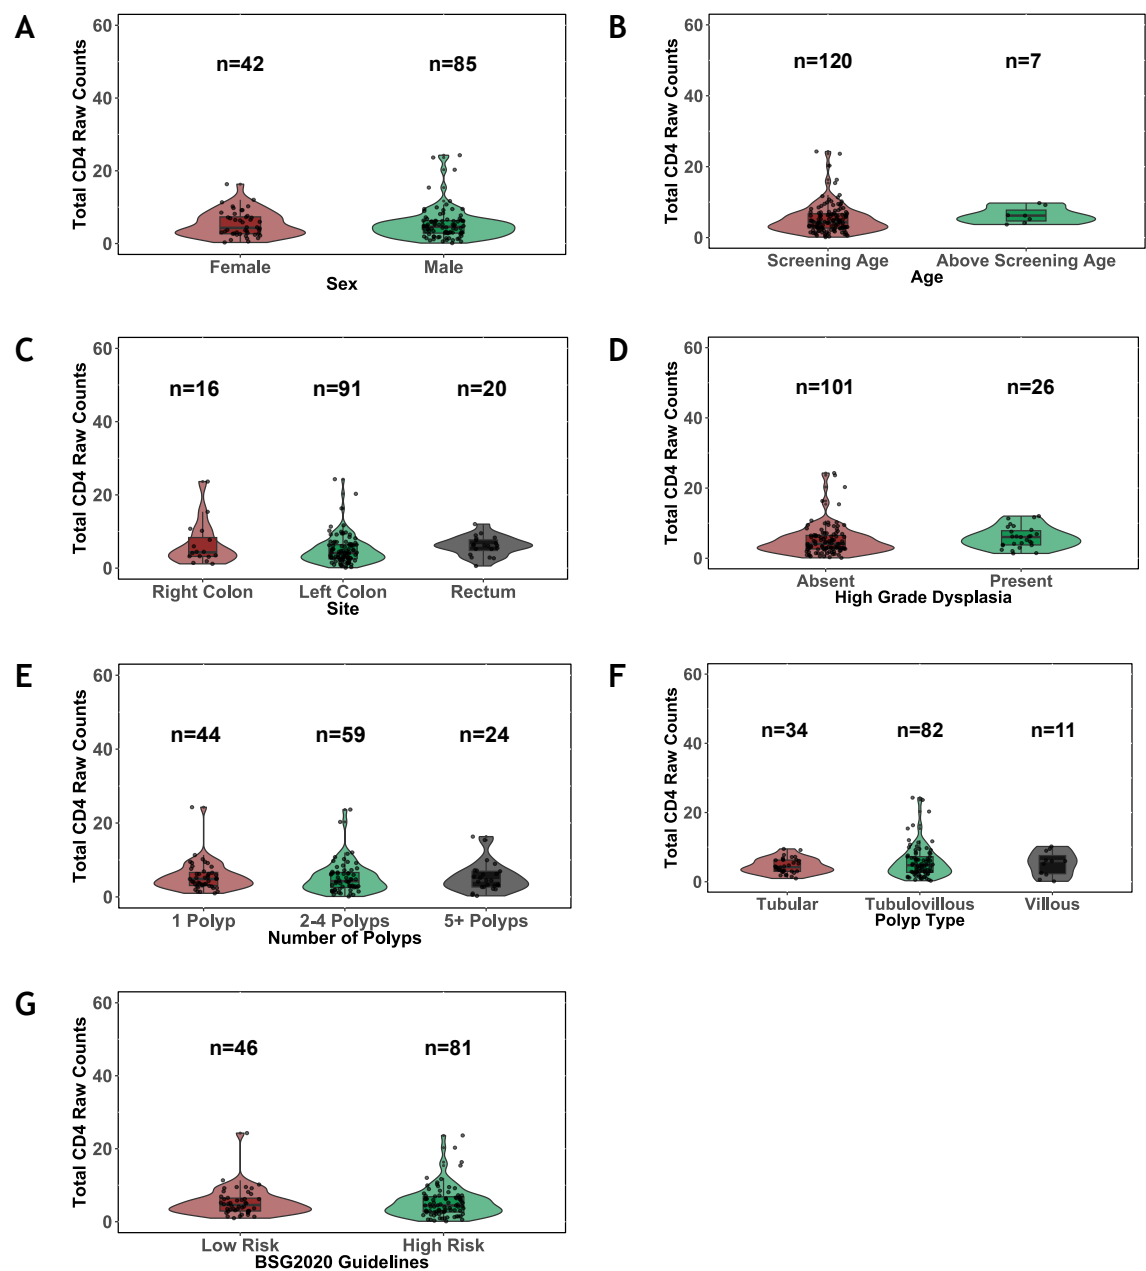 A
Total CD4 Raw Counts
60
40
20
0
n=42
n=85
Female
Male
Sex
B
Total CD4 Raw Counts
60
40
20
0
n=120
n=7
Screening Age
Above Screening Age
Age
C
Total CD4 Raw Counts
60
40
20
0
n=16
n=91
n=20
Right Colon
Left Colon
Rectum
Site
D
Total CD4 Raw Counts
60
40
20
0
n=101
n=26
Absent
Present
High Grade Dysplasia
E
Total CD4 Raw Counts
60
40
20
0
n=44
n=59
n=24
1 Polyp
2-4 Polyps
5+ Polyps
Number of Polyps
F
Total CD4 Raw Counts
60
40
20
0
n=34
n=82
n=11
Tubular
Tubulovillous
Villous
Polyp Type
G
Total CD4 Raw Counts
60
40
20
0
n=46
n=81
Low Risk
High Risk
BSG2020 Guidelines